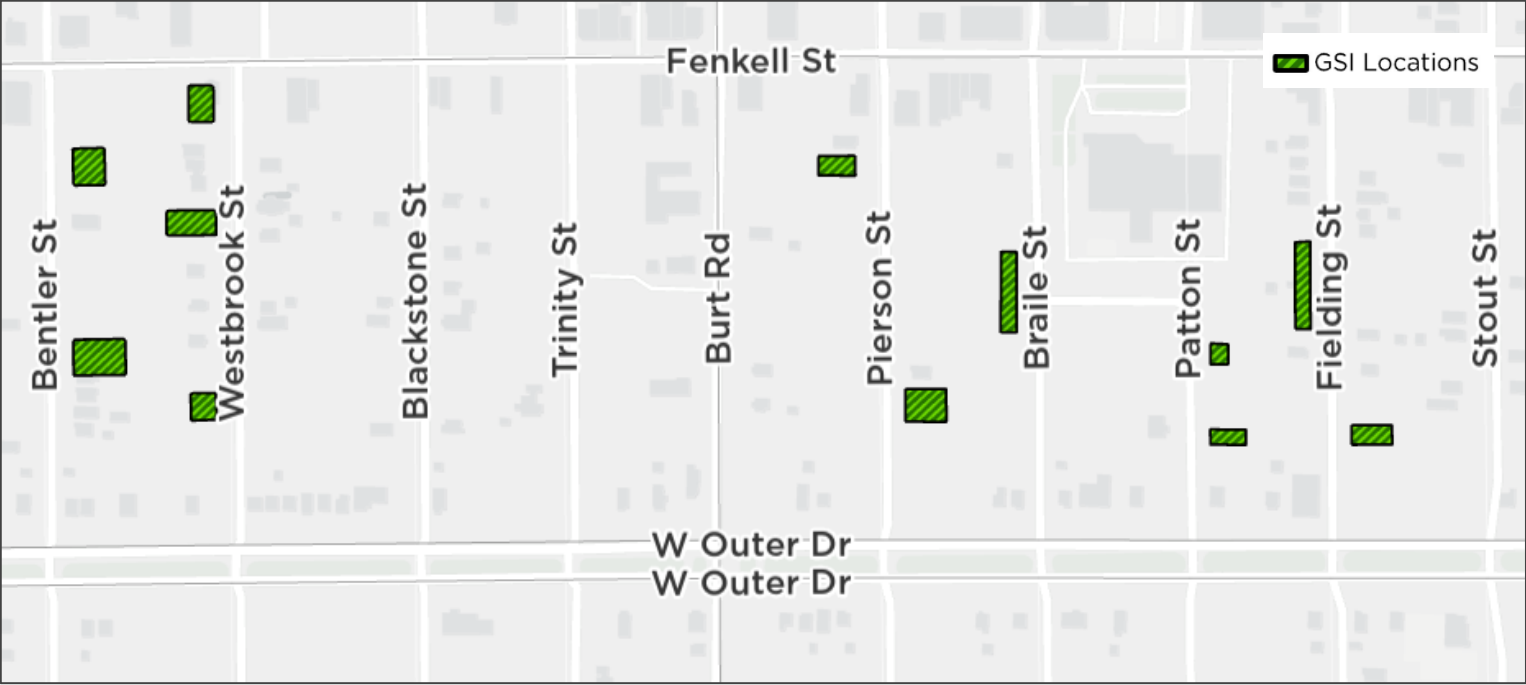 Fenkell St
GSI Locations
Bentler St
Westbrook St
Blackstone St
Trinity St
Burt Rd
Pierson St
Braile St
Patton St
Fielding St
Stout St
W Outer Dr
W Outer Dr